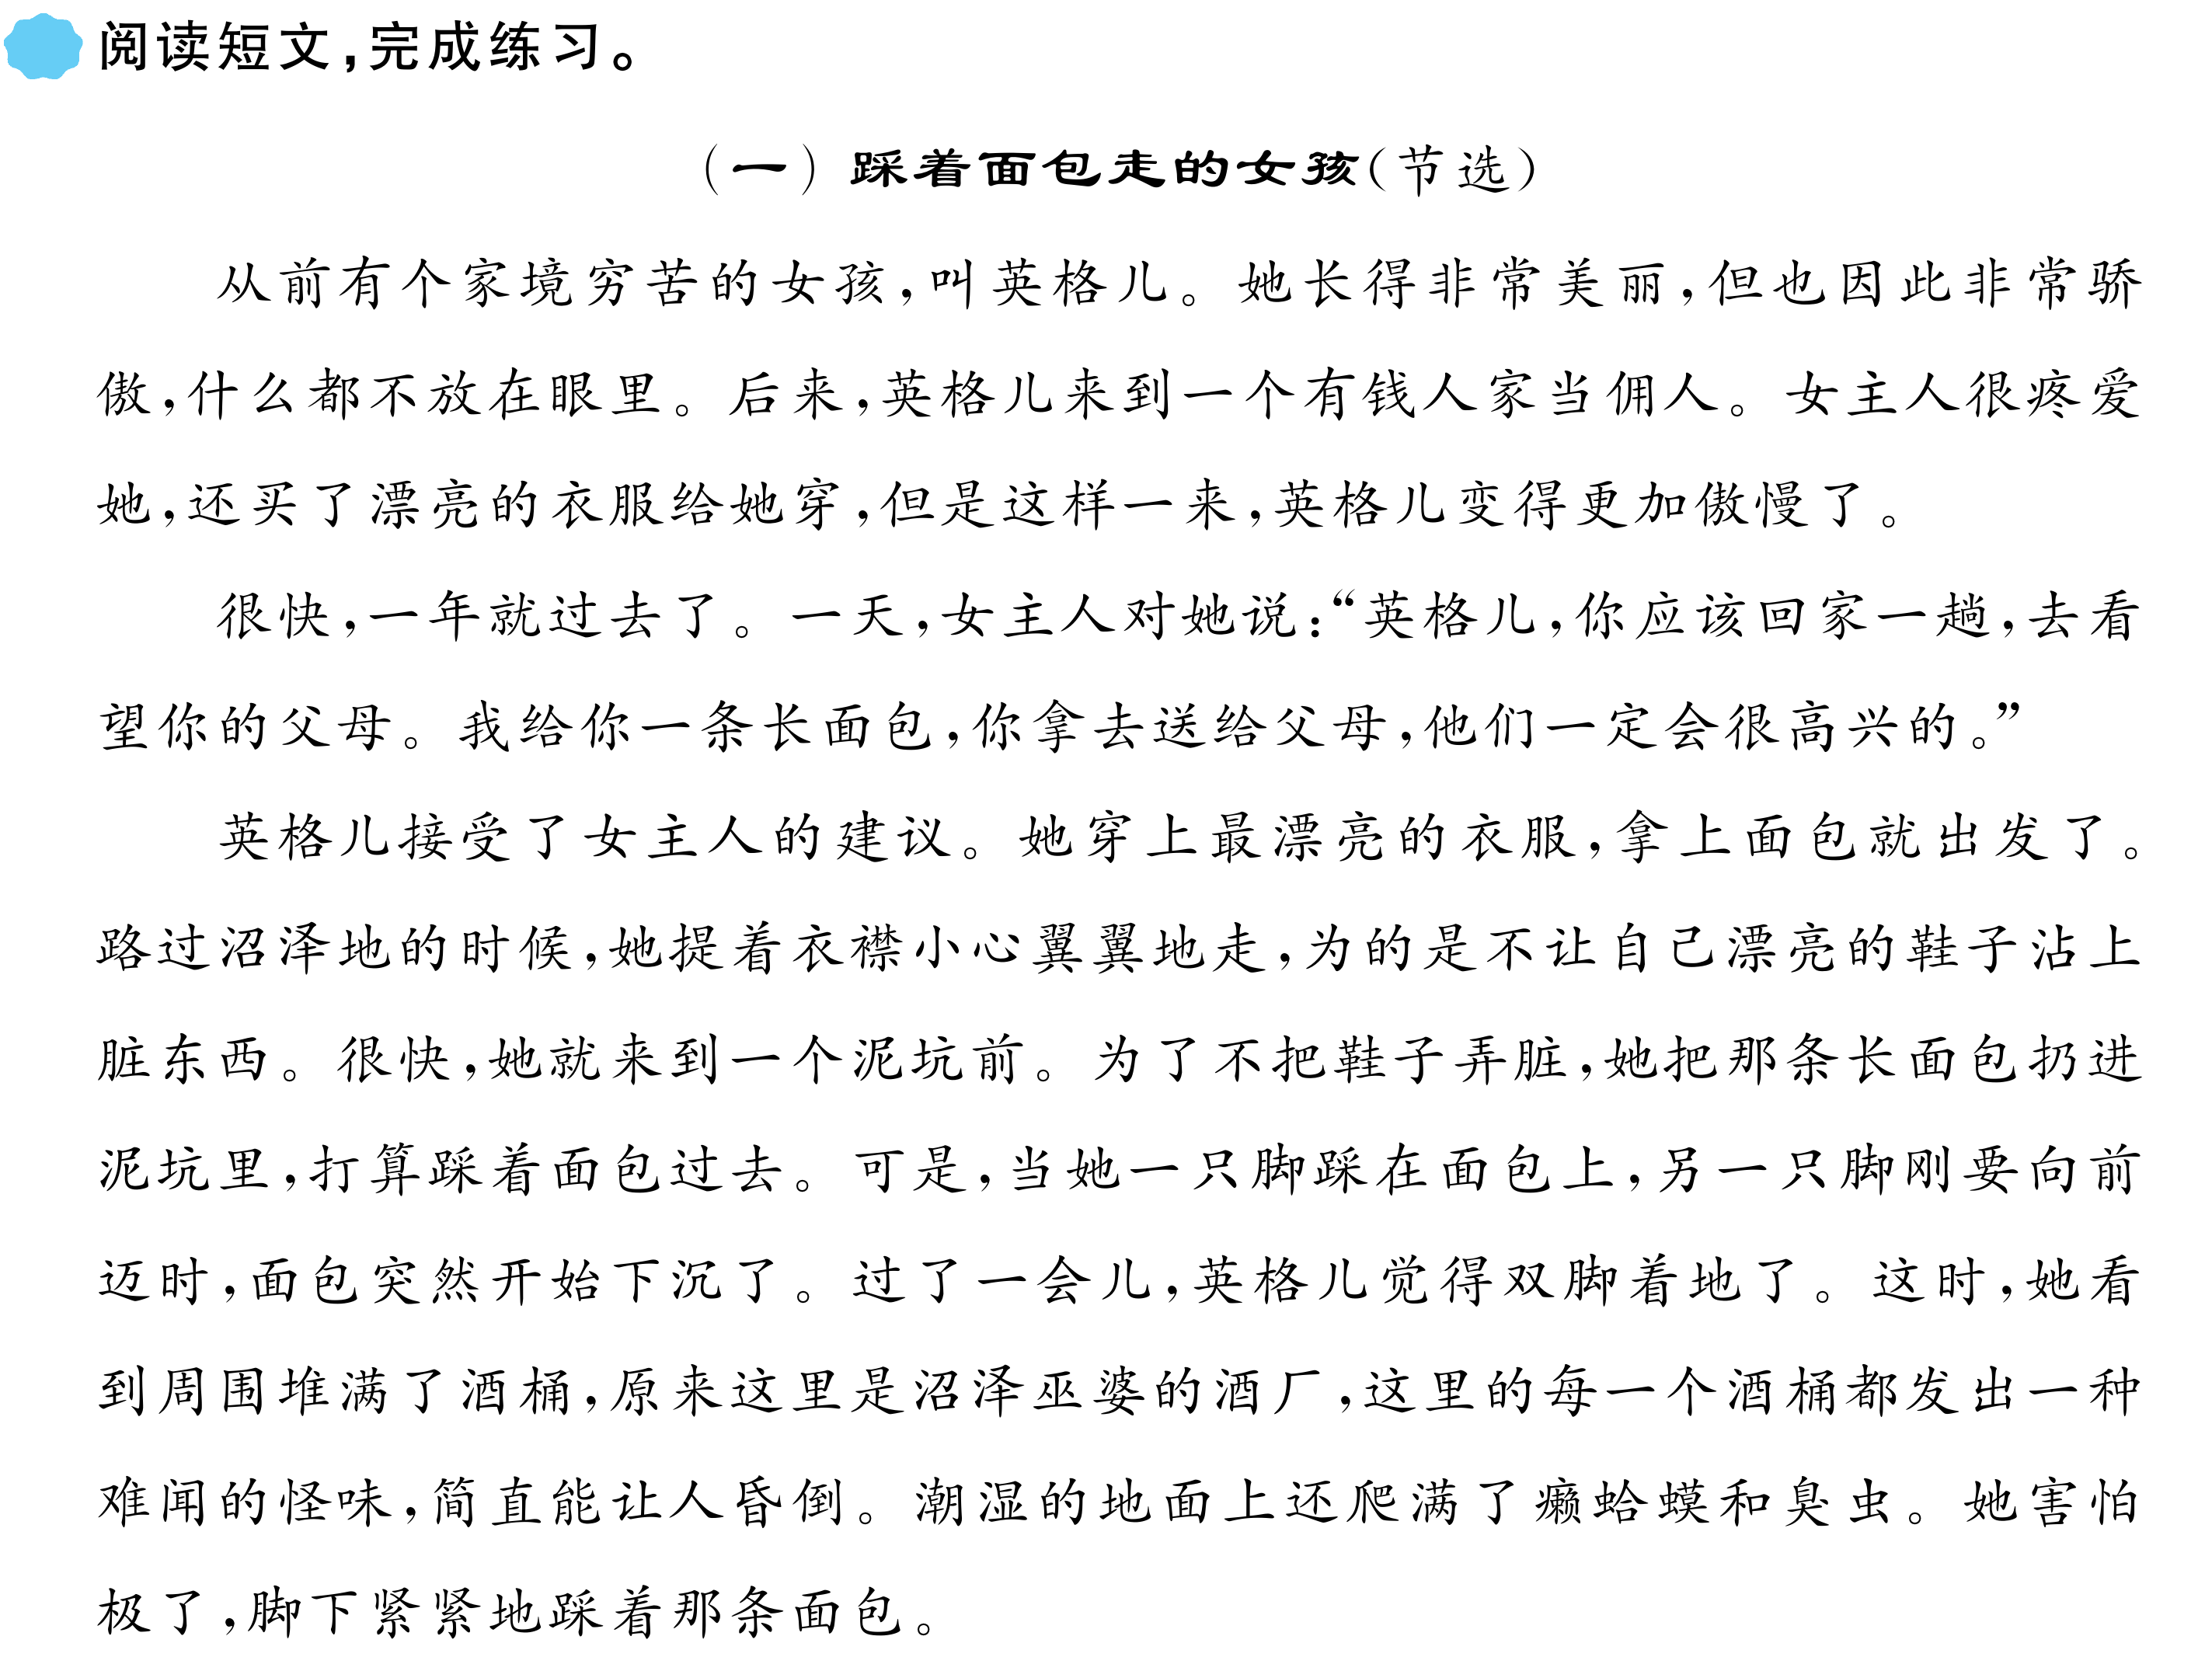 阅读短文,完成练习。
(一) 踩着面包走的女孩(节选)
从前有个家境穷苦的女孩,叫英格儿。她长得非常美丽,但也因此非常骄
傲,什么都不放在眼里。后来,英格儿来到一个有钱人家当佣人。女主人很疼爱
她,还买了漂亮的衣服给她穿,但是这样一来,英格儿变得更加傲慢了。
很快,一年就过去了。一天,女主人对她说:“英格儿,你应该回家一趟,去看
望你的父母。我给你一条长面包,你拿去送给父母,他们一定会很高兴的。”
英格儿接受了女主人的建议。她穿上最漂亮的衣服,拿上面包就出发了。
路过沼泽地的时候,她提着衣襟小心翼翼地走,为的是不让自己漂亮的鞋子沾上
脏东西。很快,她就来到一个泥坑前。为了不把鞋子弄脏,她把那条长面包扔进
泥坑里,打算踩着面包过去。可是,当她一只脚踩在面包上,另一只脚刚要向前
迈时,面包突然开始下沉了。过了一会儿,英格儿觉得双脚着地了。这时,她看
到周围堆满了酒桶,原来这里是沼泽巫婆的酒厂,这里的每一个酒桶都发出一种
难闻的怪味,简直能让人昏倒。潮湿的地面上还爬满了癞蛤蟆和臭虫。她害怕
极了,脚下紧紧地踩着那条面包。